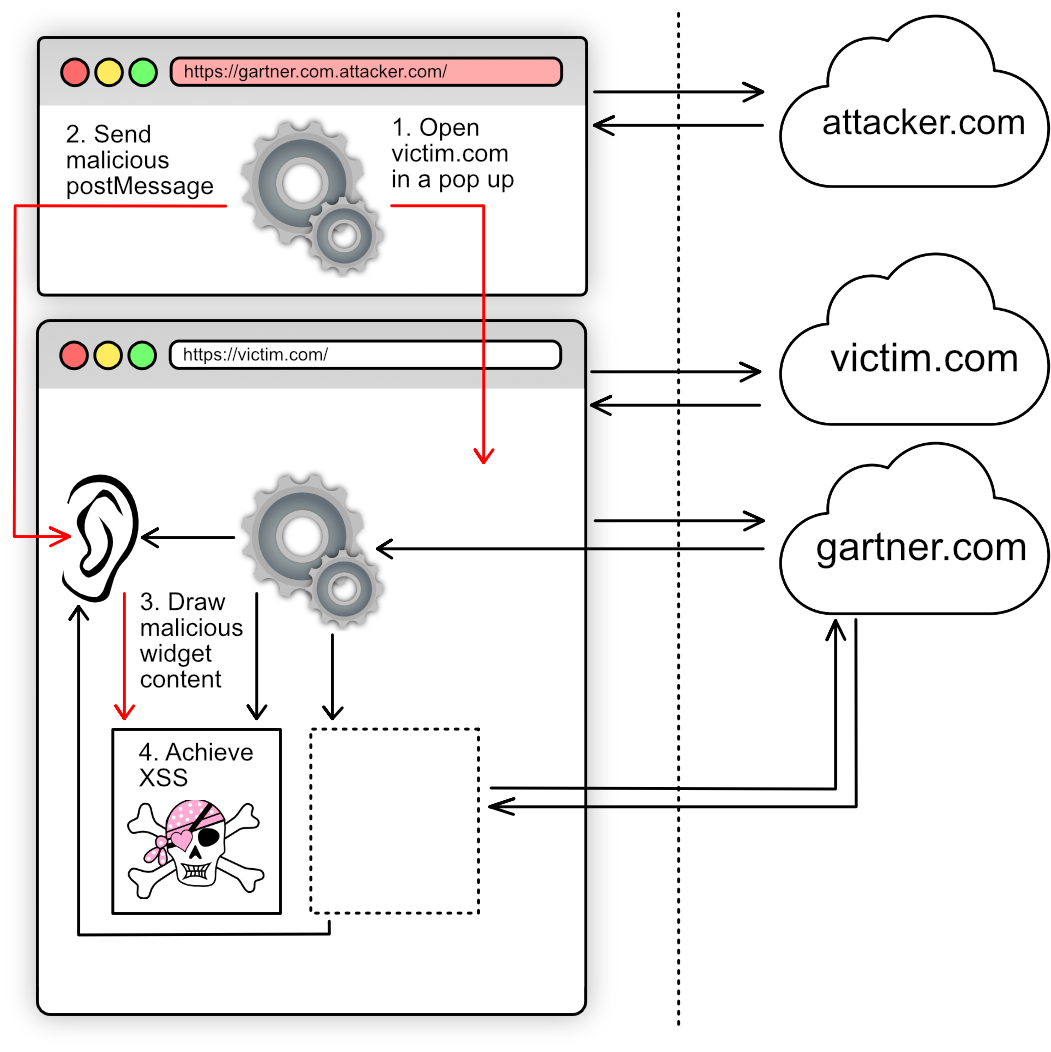 https://gartner.com.attacker.com/
2. Send
malicious
postMessage
1. Open
victim.com
in a pop up
attacker.com
https://victim.com/
victim.com
gartner.com
3. Draw
malicious
widget
content
4. Achieve
XSS